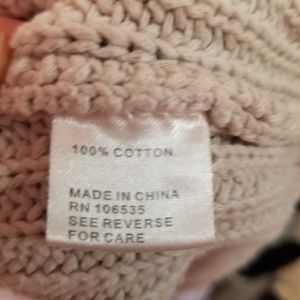 100% COTTON
MADE IN CHINA
RN 106535
SEE REVERSE
FOR CARE